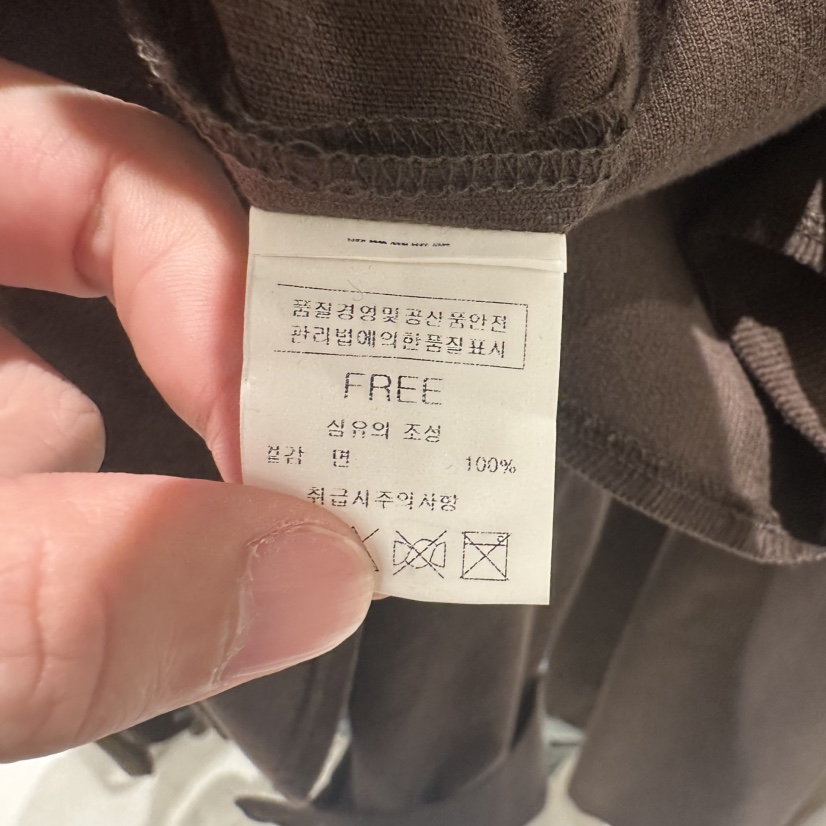 품질경영및공산품안전
관리법에의한품질표시
FREE
섬유의 조성
겉감 면 100%
취급시주의사항